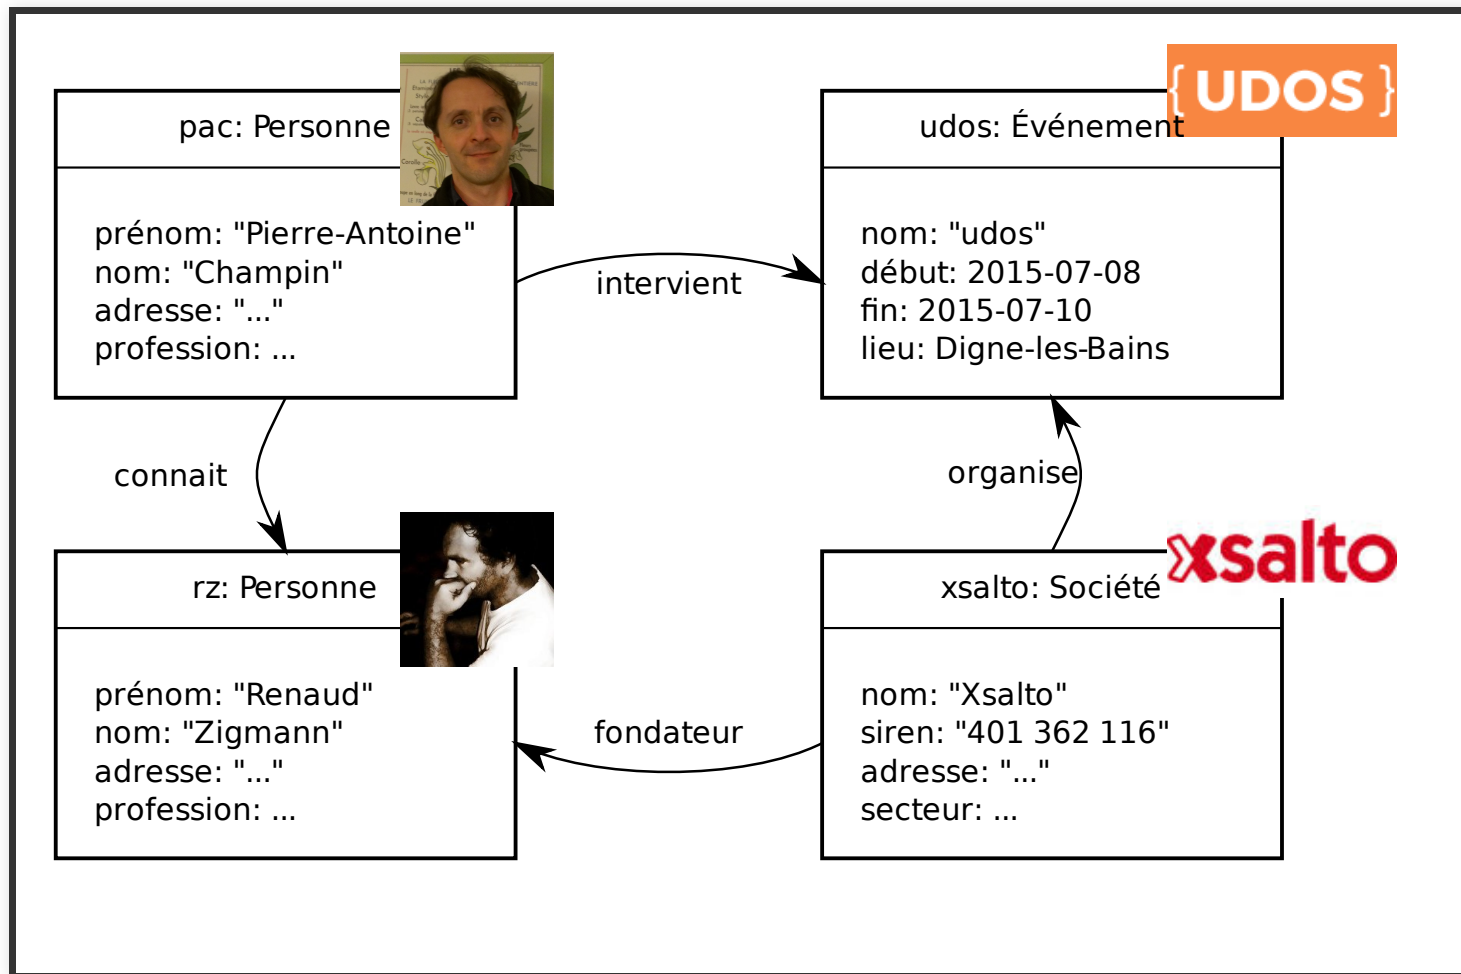 pac: Personne
prénom: "Pierre-Antoine"
nom: "Champin"
adresse: "..."
profession: ...
intervient
{ UDOS }
udos: Événement
nom: "udos"
début: 2015-07-08
fin: 2015-07-10
lieu: Digne-les-Bains
connait
organise
rz: Personne
prénom: "Renaud"
nom: "Zigmann"
adresse: "..."
profession: ...
fondateur
xsalto
xsalto: Société
nom: "Xsalto"
siren: "401 362 116"
adresse: "..."
secteur: ...